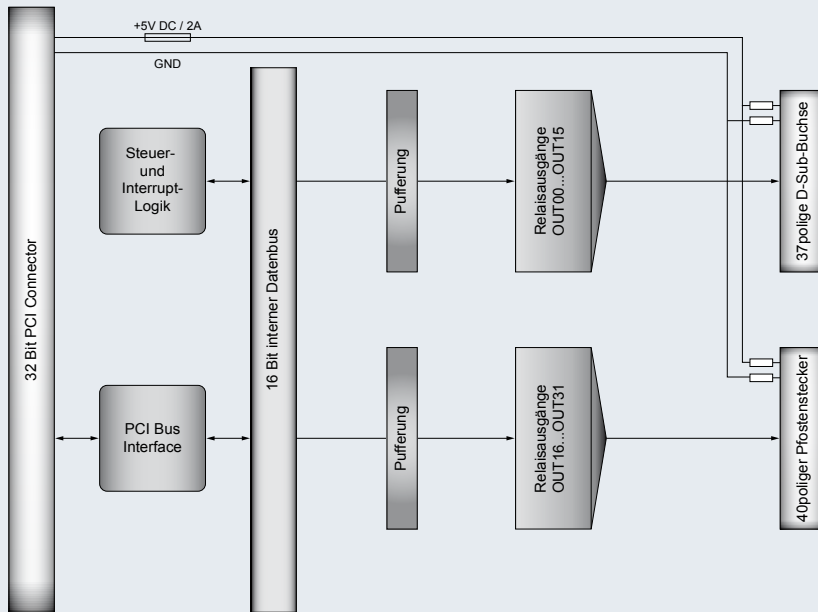 +5V DC / 2A
GND
32 Bit PCI Connector
Steuer-
und
Interrupt-
Logik
PCI Bus
Interface
16 Bit interner Datenbus
Pufferung
Relaisausgänge
OUT00...OUT15
37polige D-Sub-Buchse
Pufferung
Relaisausgänge
OUT16...OUT31
40poliger Pfostenstecker